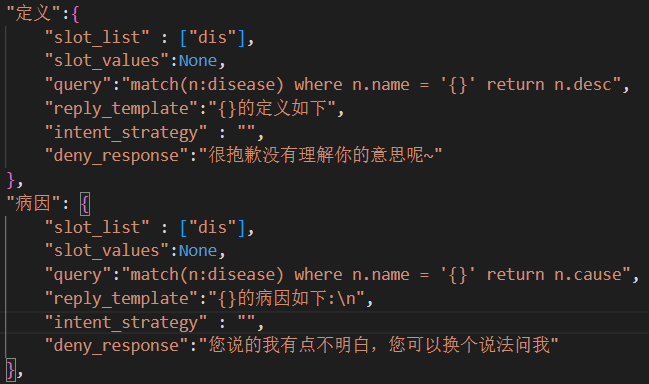 "定义":{
"slot_list" : ["dis"],
"slot_values":None,
"query":"match(n:disease) where n.name = '{}' return n.desc",
"reply_template":"{}的定义如下",
"intent_strategy" : "",
"deny_response":"很抱歉没有理解你的意思呢~"
},
"病因": {
"slot_list" : ["dis"],
"slot_values":None,
"query":"match(n:disease) where n.name = '{}' return n.cause",
"reply_template":"{}的病因如下:\n",
"intent_strategy" : "",
"deny_response":"您说的我有点不明白，您可以换个说法问我"
},